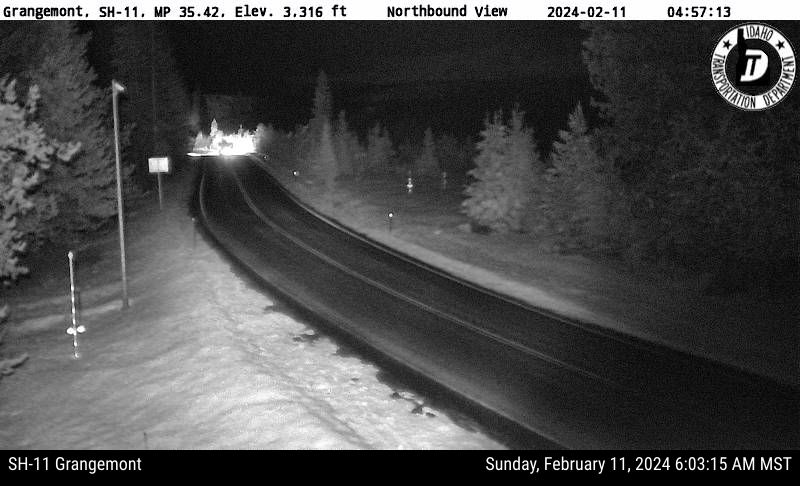 Grangemont, SH-11, MP 35.42, Elev. 3,316 ft Northbound View 2024-02-11 04:57:13
IDAHO
TRANSPORTATION DEPARTMENT
SH-11 Grangemont Sunday, February 11, 2024 6:03:15 AM MST